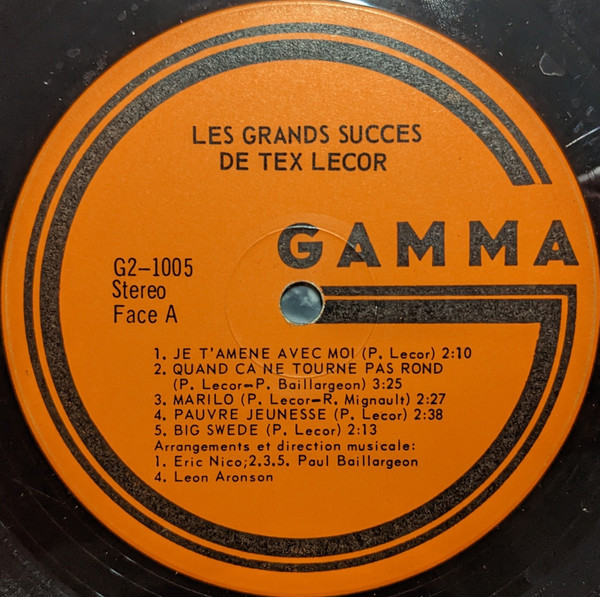 LES GRANDS SUCCES
DE TEX LECOR
GAMMA
G2-1005
Stereo
Face A
1. JE T'AMENE AVEC MOI (P. Lecor) 2:10
2. QUAND CA NE TOURNE PAS ROND
(P. Lecor-P. Baillargeon) 3:25
3. MARILO (P. Lecor-R. Mignault) 2:27
4. PAUVRE JEUNESSE (P. Lecor) 2:38
5. BIG SWEDE (P. Lecor) 2:13
Arrangements et direction musicale:
1. Eric Nico;2.3.5. Paul Baillargeon
4. Leon Aronson